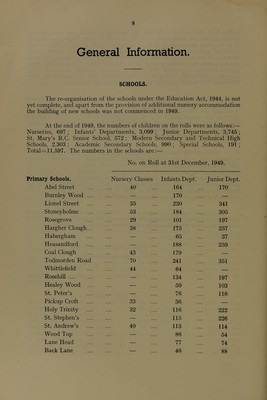 8
General Information.
SCHOOLS.
The re-organisation of the schools under the Education Act, 1944, is not
yet complete, and apart from the provision of additional nursery accommodation
the building of new schools was not commenced in 1949.
At the end of 1949, the numbers of children on the rolls were as follows:—
Nurseries, 697; Infants' Departments, 3,099; Junior Departments, 3,745;
St. Mary's R.C. Senior School, 572; Modern Secondary and Technical High
Schools, 2,303; Academic Secondary Schools, 990; Special Schools, 191;
Total=11,597. The numbers in the schools are:—
No. on Roll at 31st December, 1949.
Primary Schools. Nursery Classes Infants Dept. Junior Dept.
Abel Street 40 164 170
Burnley Wood — 170 —
Lionel Street 35 230 341
Stoneyholme 53 184 305
Rosegrove 29 101 197
Hargher Clough 38 173 257
Habergham — 65 37
Heasandford — 188 259
Coal Clough 43 179 —
Todmorden Road 70 241 351
Whittlefield 44 64 —
Rosehill — 134 197
Healey Wood — 59 103
St. Peter's — 76 118
Pickup Croft 33 56 —
Holy Trinity 32 116 222
St. Stephen's — 115 226
St. Andrew's 40 113 114
Wood Top — 86 54
Lane Head — 77 74
Back Lane — 46 88